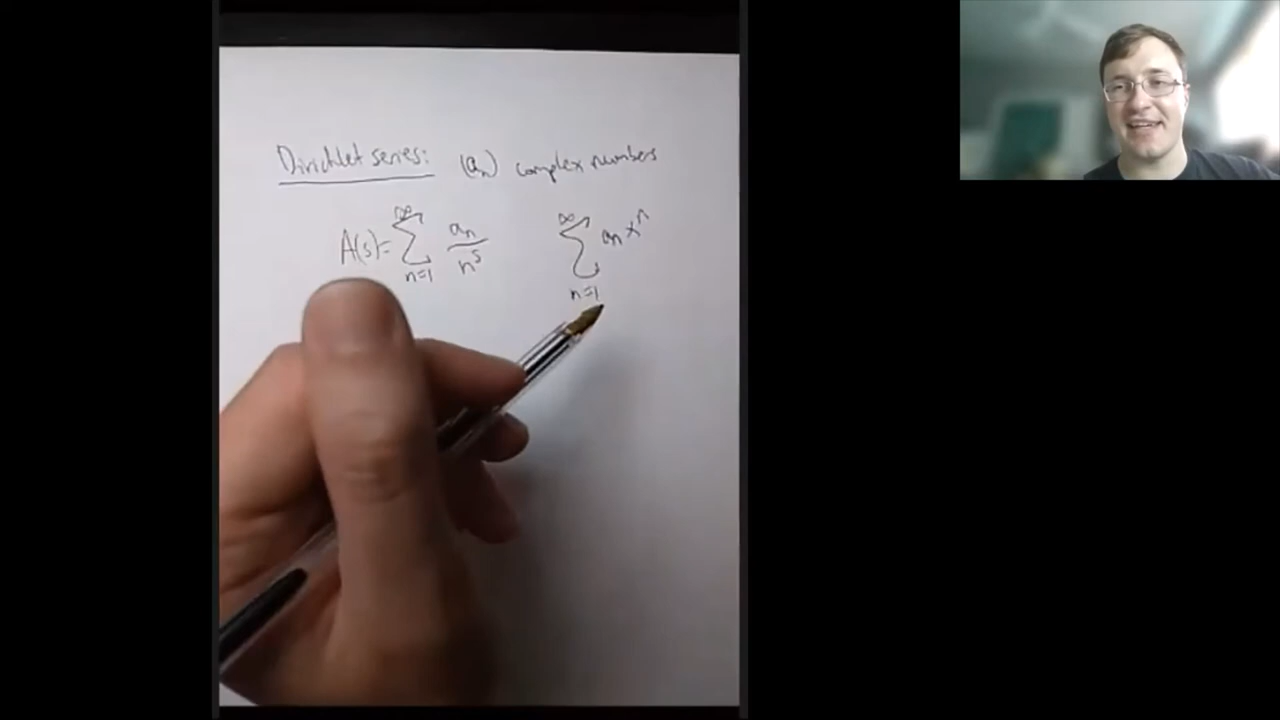 Dirichlet series: (aₙ) complex numbers
A(s)= ∞∑n=1 aₙ/nˢ ∞∑n=1 aₙxⁿ